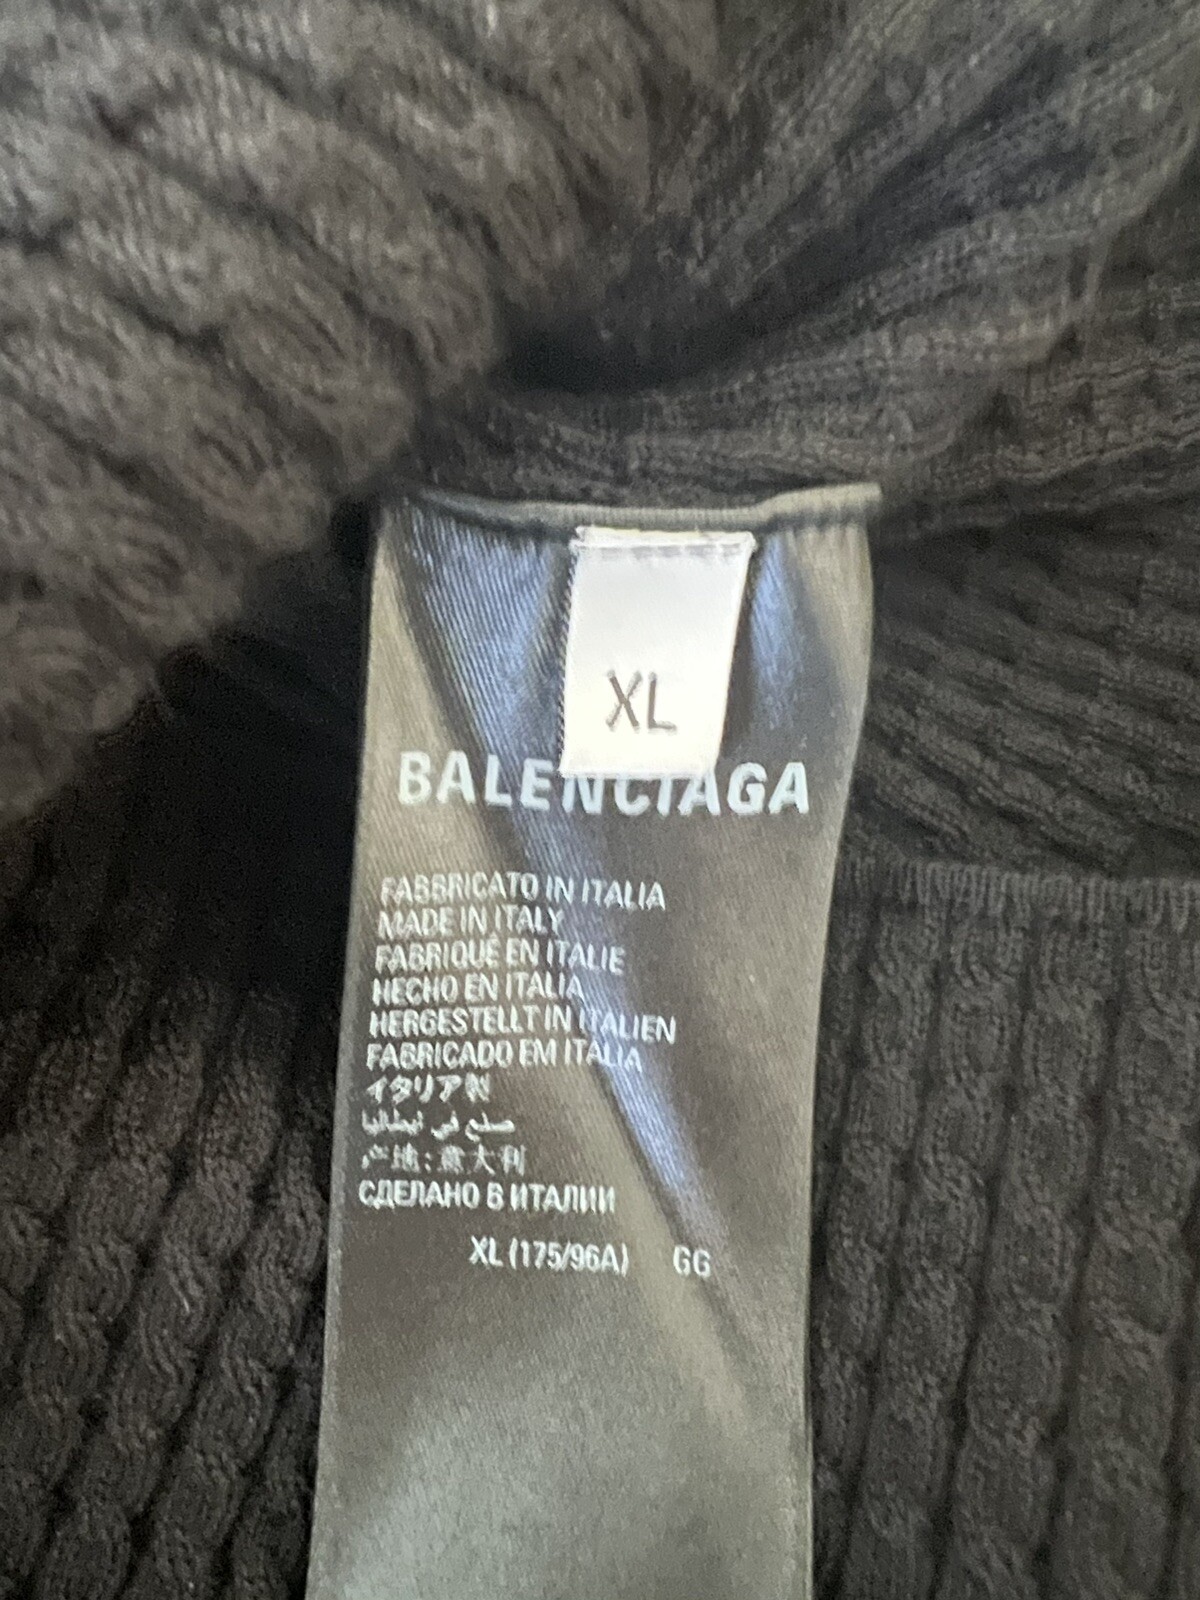 XL
BALENCIAGA
FABBRICATO IN ITALIA
MADE IN ITALY
FABRIQUÉ EN ITALIE
HECHO EN ITALIA
HERGESTELLT IN ITALIEN
FABRICADO EM ITALIA
イタリア製
صنع في ايطاليا
产地:意大利
СДЕЛАНО В ИТАЛИИ
XL (175/96A) GG